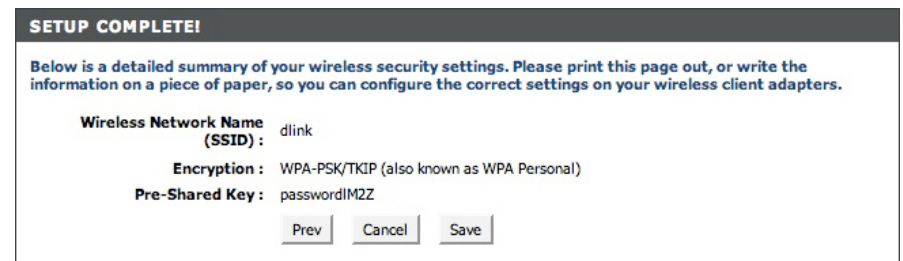 SETUP COMPLETE!
Below is a detailed summary of your wireless security settings. Please print this page out, or write the
information on a piece of paper, so you can configure the correct settings on your wireless client adapters.
Wireless Network Name
(SSID) : dlink
Encryption : WPA-PSK/TKIP (also known as WPA Personal)
Pre-Shared Key : passwordlM2Z
Prev Cancel Save